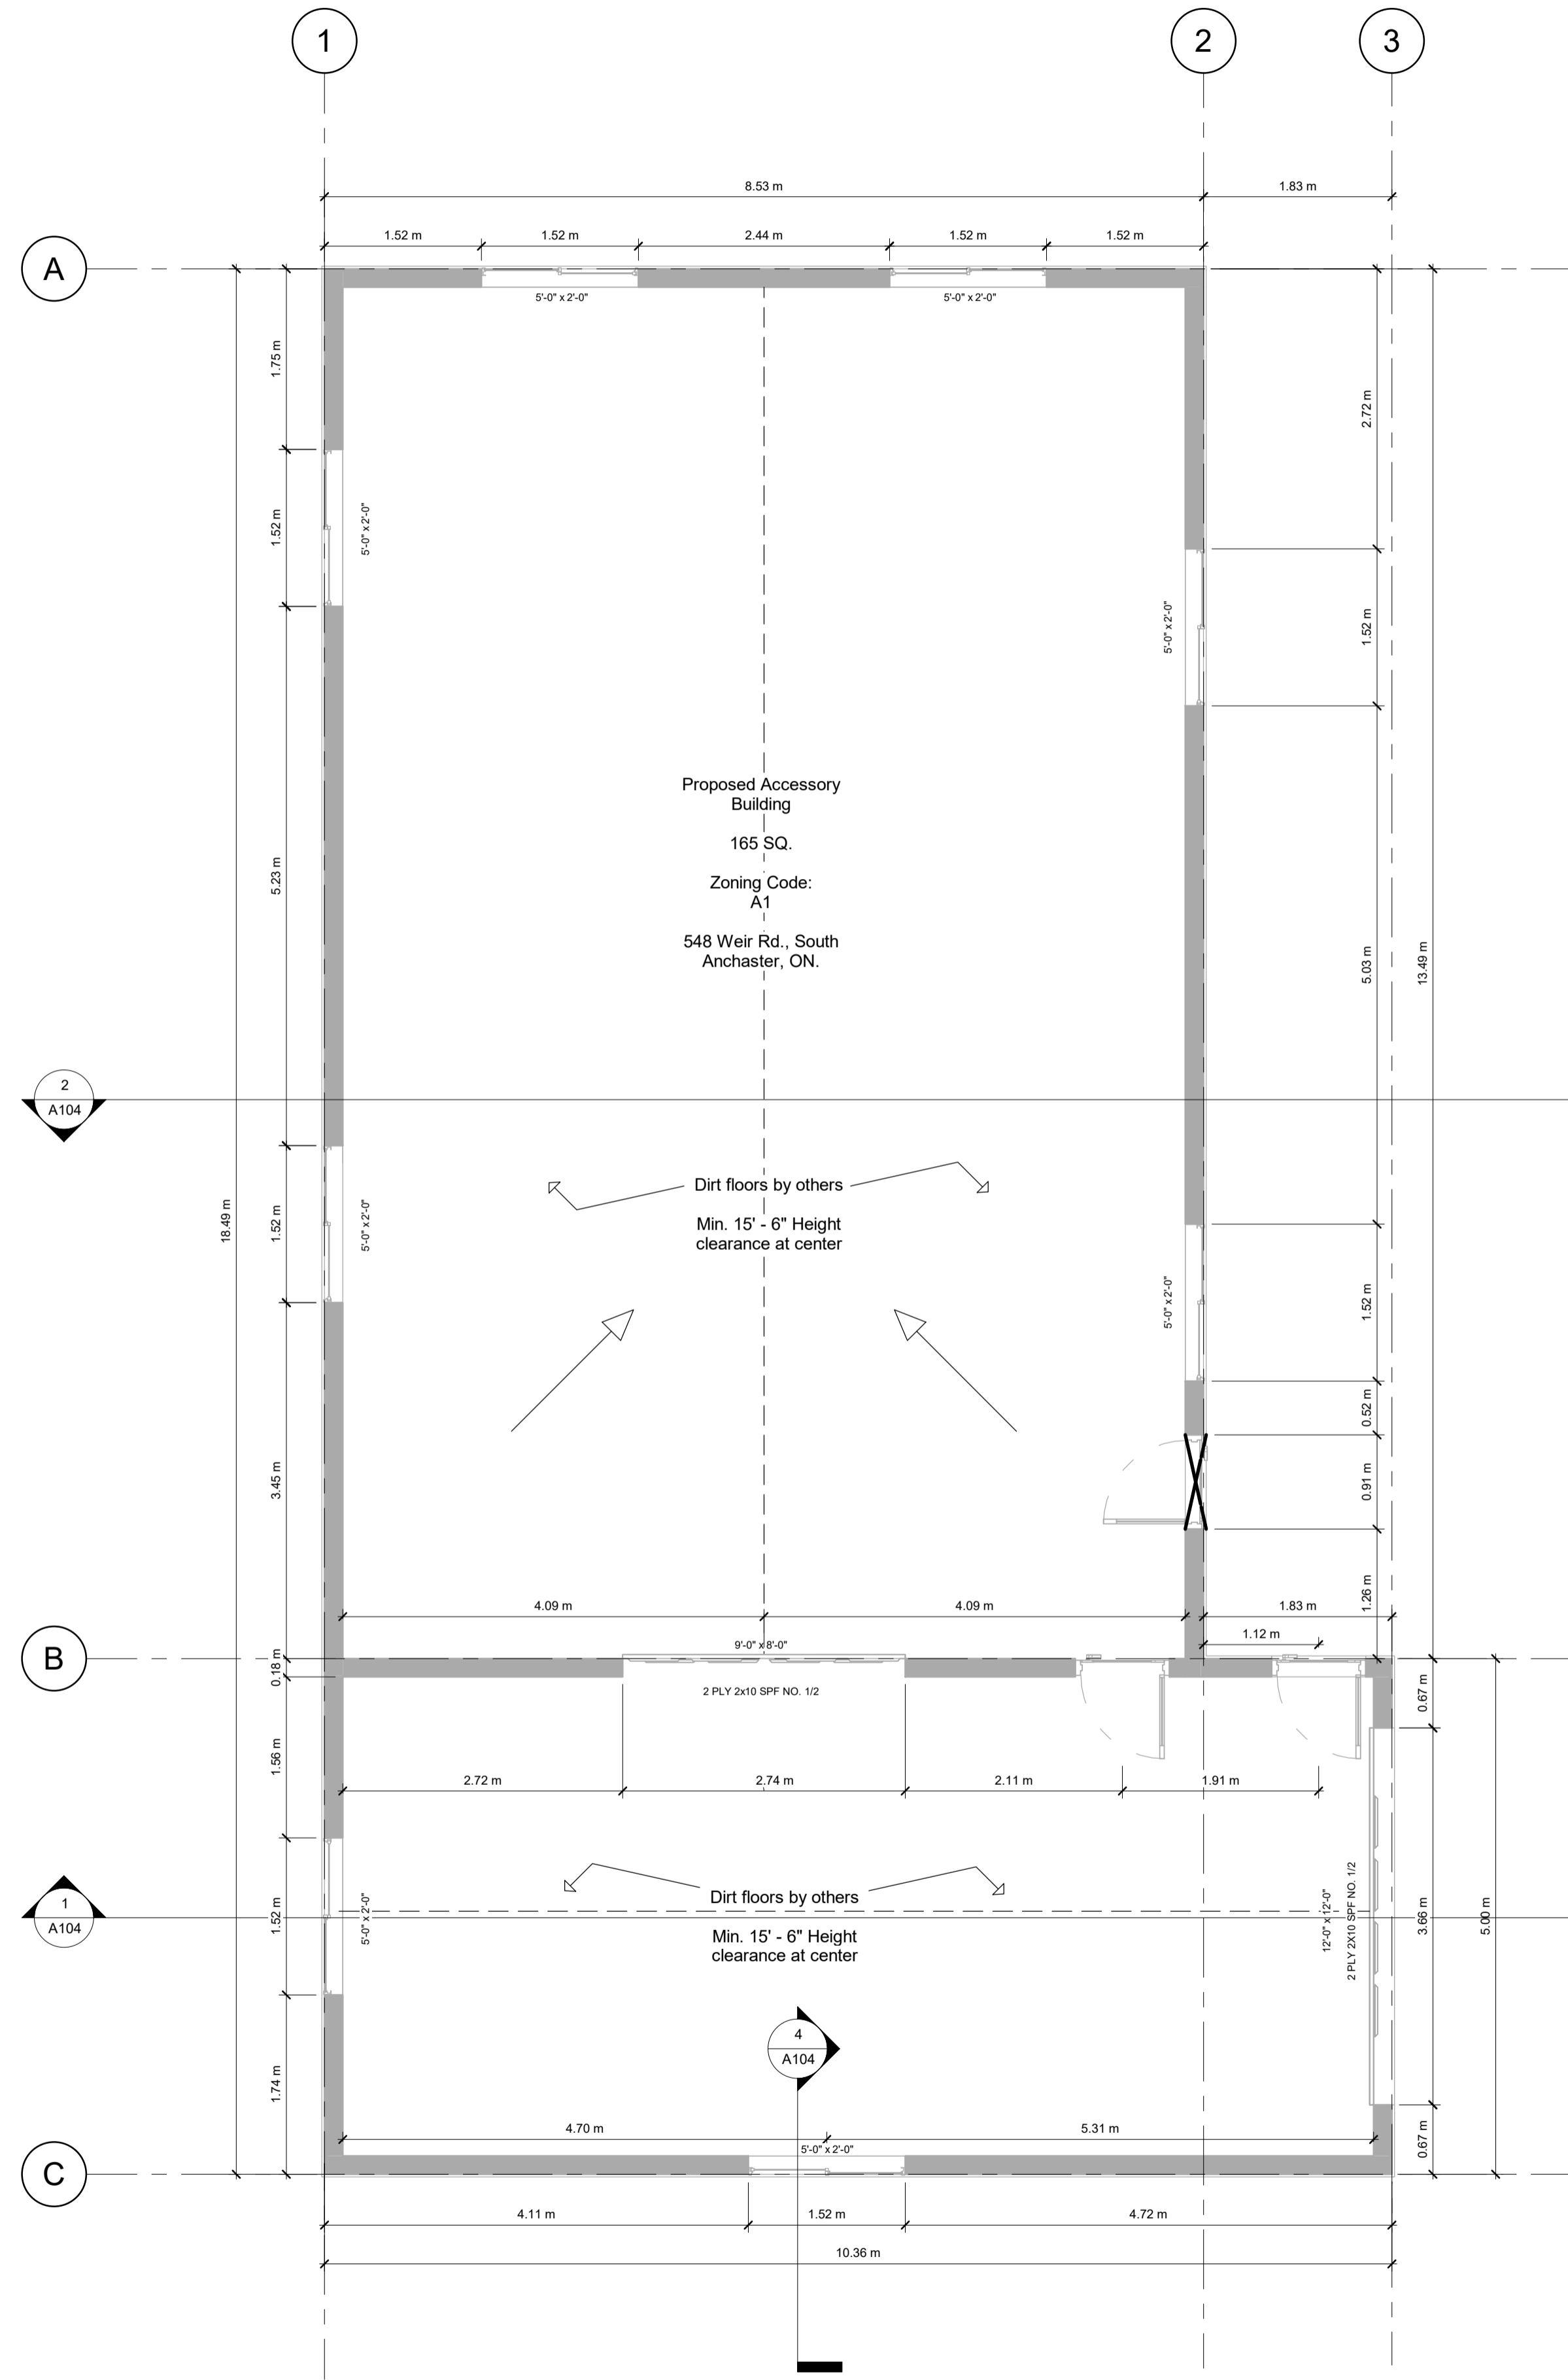 1
2
3
8.53 m
1.83 m
1.52 m
1.52 m
2.44 m
1.52 m
1.52 m
A
5'-0" x 2'-0"
5'-0" x 2'-0"
1.75 m
2.72 m
1.52 m
5'-0" x 2'-0"
5'-0" x 2'-0"
1.52 m
Proposed Accessory
Building
165 SQ.
Zoning Code:
A1
548 Weir Rd., South
Anchaster, ON.
5.23 m
5.03 m
13.49 m
2
A104
18.49 m
1.52 m
5'-0" x 2'-0"
Dirt floors by others
Min. 15' - 6" Height
clearance at center
5'-0" x 2'-0"
1.52 m
0.52 m
3.45 m
0.91 m
1.26 m
4.09 m
4.09 m
1.83 m
1.12 m
B
0.18 m
9'-0" x 8'-0"
2 PLY 2x10 SPF NO. 1/2
0.67 m
1.56 m
2.72 m
2.74 m
2.11 m
1.91 m
1
A104
1.52 m
5'-0" x 2'-0"
Dirt floors by others
Min. 15' - 6" Height
clearance at center
12'-0" x 12'-0"
2 PLY 2X10 SPF NO. 1/2
3.66 m
5.00 m
4
A104
1.74 m
4.70 m
5.31 m
5'-0" x 2'-0"
0.67 m
C
4.11 m
1.52 m
4.72 m
10.36 m